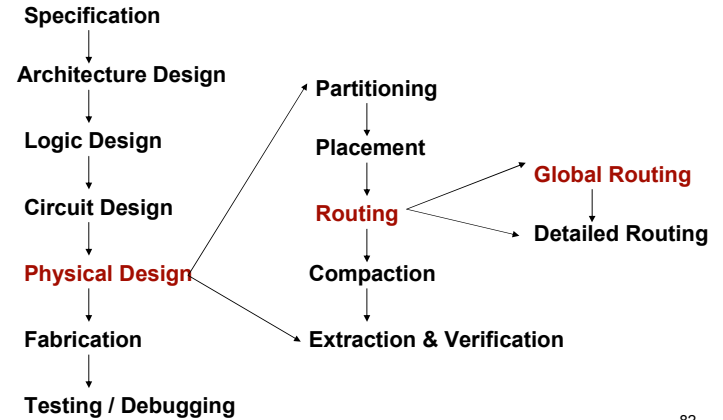 Specification
Architecture Design
Logic Design
Circuit Design
Physical Design
Fabrication
Testing / Debugging
Partitioning
Placement
Routing
Compaction
Extraction & Verification
Global Routing
Detailed Routing